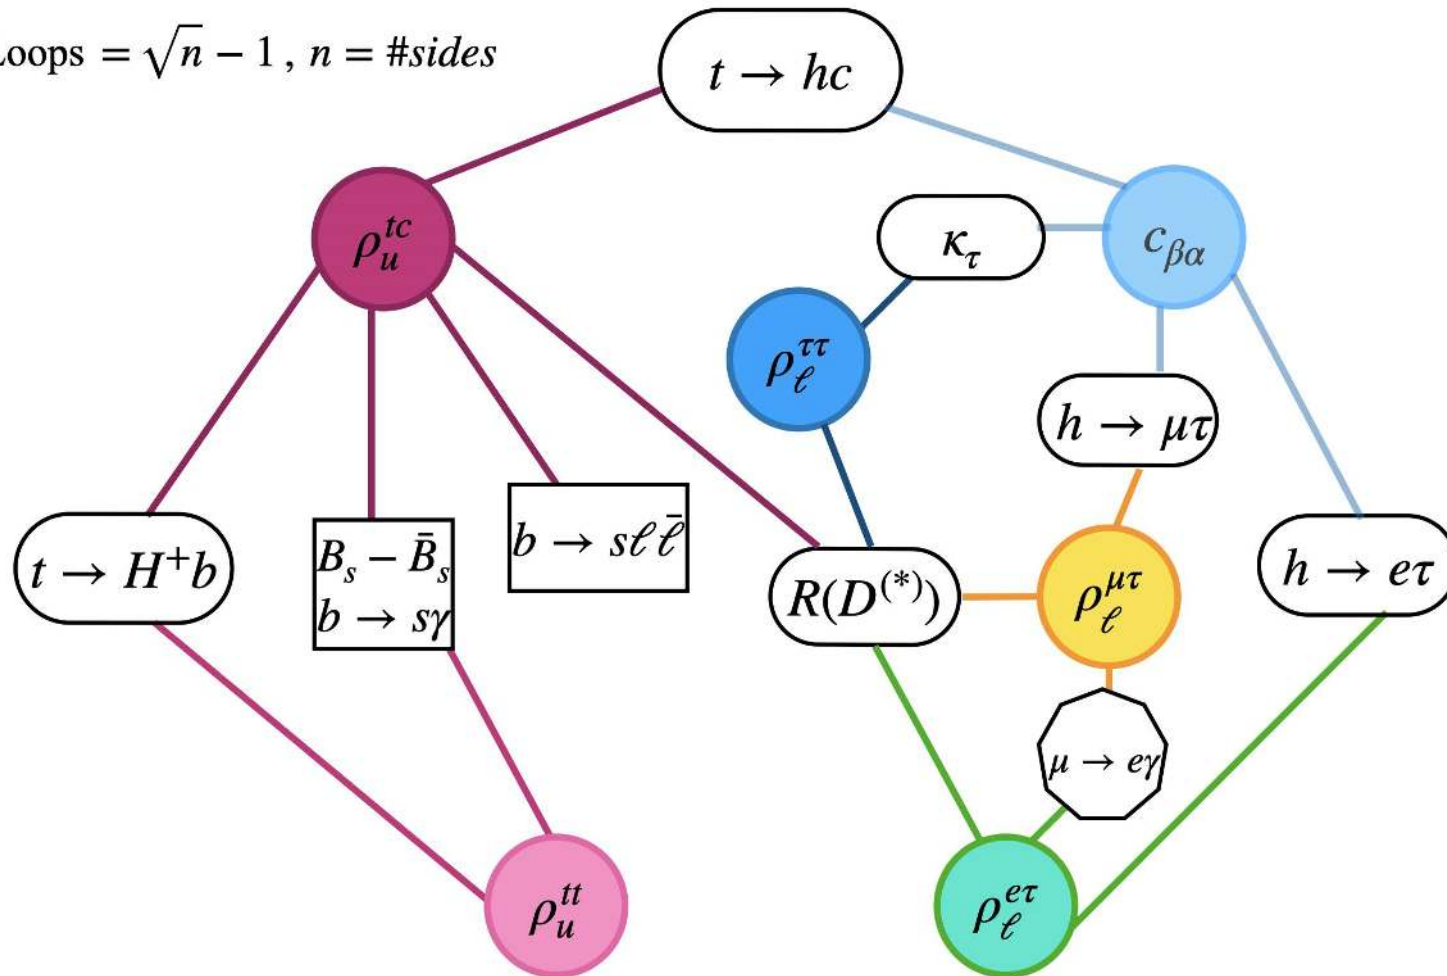 Loops = √n − 1 , n = #sides
t → hc
ρ_u^{tc}
κ_τ
c_{βα}
ρ_ℓ^{ττ}
h → μτ
t → H⁺b
B_s − B̄_s
b → sγ
b → sℓℓ̄
R(D^{(*)})
ρ_ℓ^{μτ}
h → eτ
μ → eγ
ρ_u^{tt}
ρ_ℓ^{eτ}